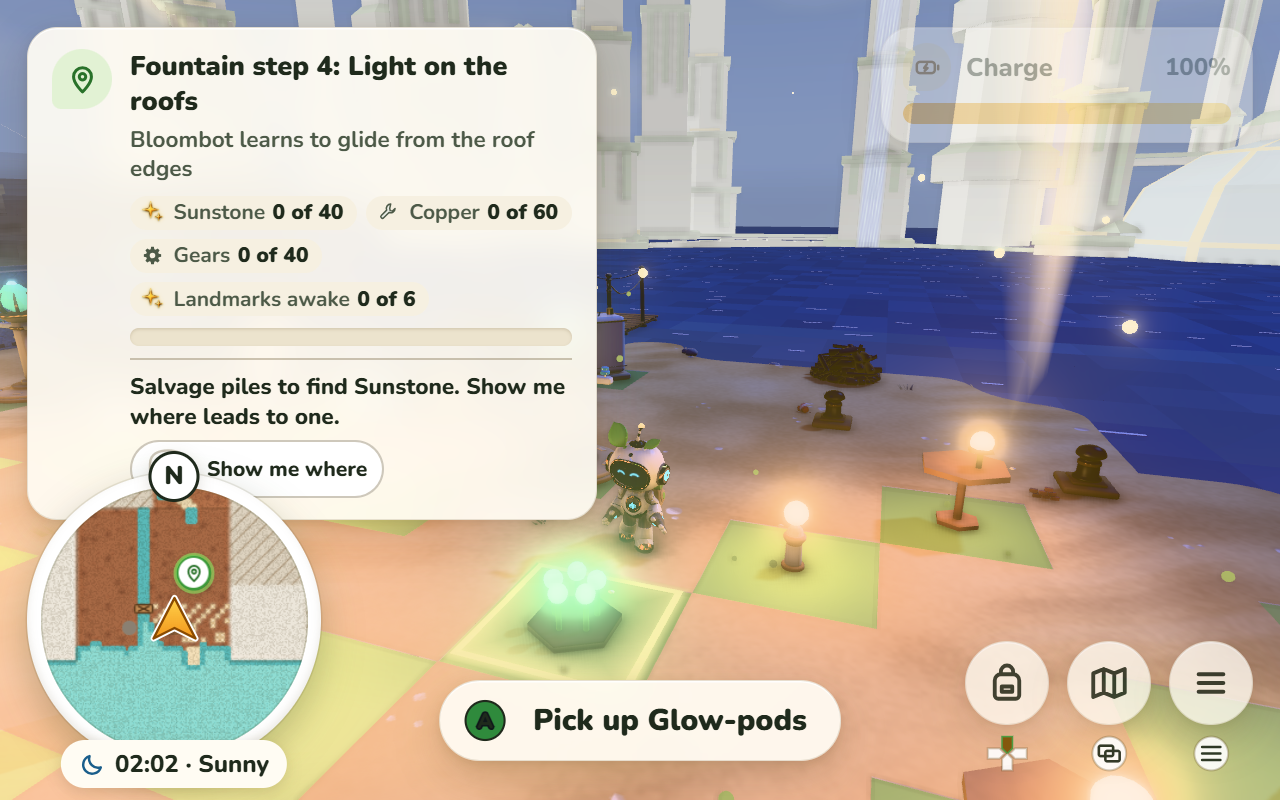 Fountain step 4: Light on the
roofs
Bloombot learns to glide from the roof
edges
Sunstone 0 of 40
Copper 0 of 60
Gears 0 of 40
Landmarks awake 0 of 6
Salvage piles to find Sunstone. Show me
where leads to one.
Show me where
N
02:02 · Sunny
Charge 100%
A Pick up Glow-pods